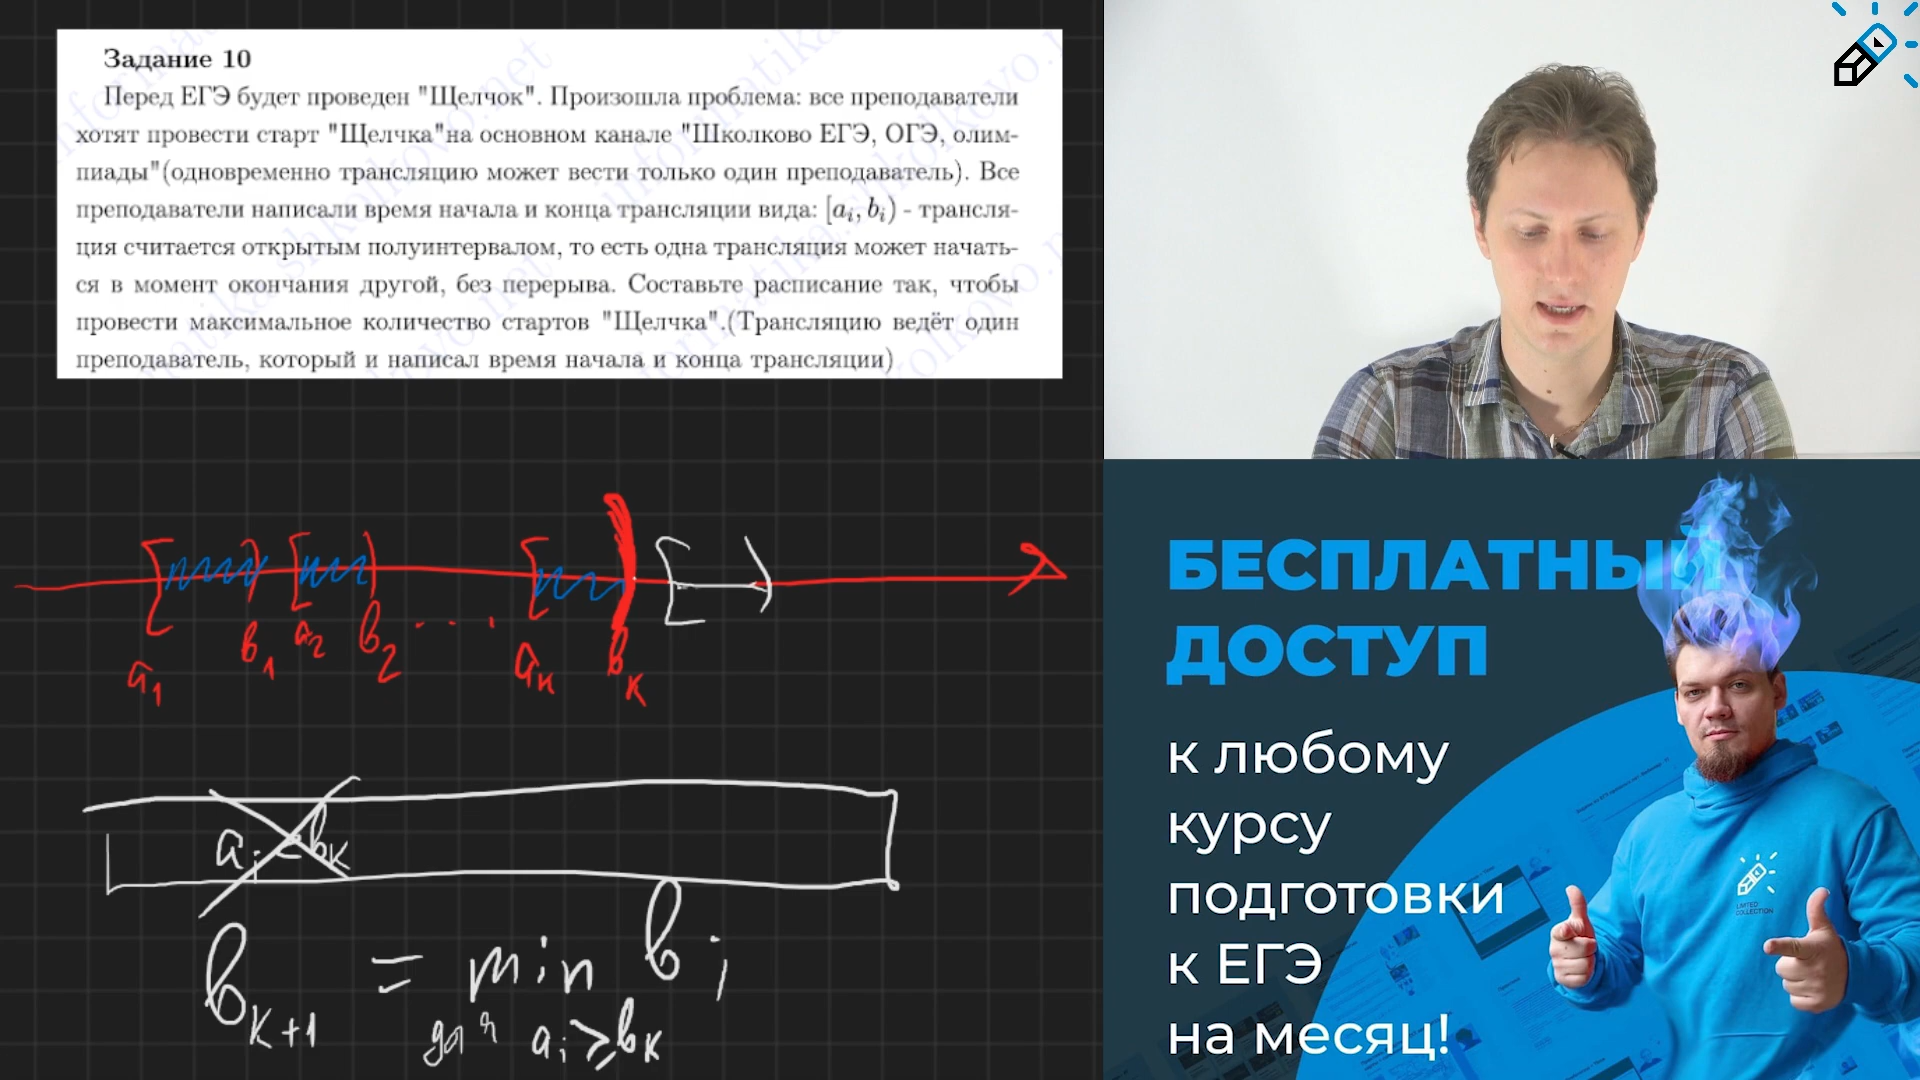 Задание 10
Перед ЕГЭ будет проведен "Щелчок". Произошла проблема: все преподаватели
хотят провести старт "Щелчка"на основном канале "Школково ЕГЭ, ОГЭ, олим-
пиады"(одновременно трансляцию может вести только один преподаватель). Все
преподаватели написали время начала и конца трансляции вида: [aᵢ, bᵢ) - трансля-
ция считается открытым полуинтервалом, то есть одна трансляция может начать-
ся в момент окончания другой, без перерыва. Составьте расписание так, чтобы
провести максимальное количество стартов "Щелчка".(Трансляцию ведёт один
преподаватель, который и написал время начала и конца трансляции)
[ ) [ ) [ ) [ )
a₁ b₁ a₂ b₂ . . . aₖ bₖ
aᵢ < bₖ
bₖ₊₁ = min bᵢ
для aᵢ ≥ bₖ
БЕСПЛАТНЫЙ
ДОСТУП
к любому
курсу
подготовки
к ЕГЭ
на месяц!
LIMITED
COLLECTION